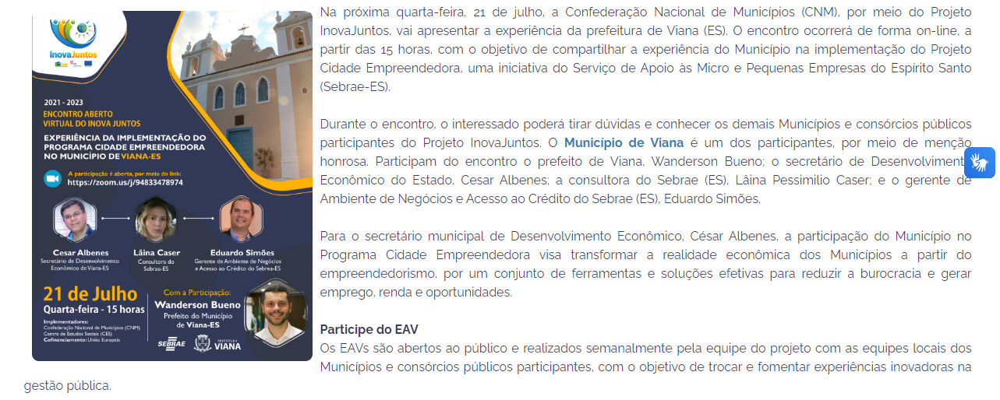 InovaJuntos
2021 - 2023
ENCONTRO ABERTO
VIRTUAL DO INOVA JUNTOS
EXPERIÊNCIA DA IMPLEMENTAÇÃO DO
PROGRAMA CIDADE EMPREENDEDORA
NO MUNICÍPIO DE VIANA-ES
A participação é aberta, por meio do link:
https://zoom.us/j/94833478974
Cesar Albenes
Secretário de Desenvolvimento
Econômico de Viana-ES
Lâina Caser
Consultora do
Sebrae-ES
Eduardo Simões
Gerente de Ambiente de Negócios
e Acesso ao Crédito do Sebrea-ES
21 de Julho
Quarta-feira - 15 horas
Implementadores:
Confederação Nacional de Municípios (CNM)
Centro de Estudos Sociais (CES)
Cofinanciamento: União Europeia
Com a Participação:
Wanderson Bueno
Prefeito do Município
de Viana-ES
SEBRAE
PREFEITURA
VIANA
Na próxima quarta-feira, 21 de julho, a Confederação Nacional de Municípios (CNM), por meio do Projeto
InovaJuntos, vai apresentar a experiência da prefeitura de Viana (ES). O encontro ocorrerá de forma on-line, a
partir das 15 horas, com o objetivo de compartilhar a experiência do Município na implementação do Projeto
Cidade Empreendedora, uma iniciativa do Serviço de Apoio às Micro e Pequenas Empresas do Espírito Santo
(Sebrae-ES).
Durante o encontro, o interessado poderá tirar dúvidas e conhecer os demais Municípios e consórcios públicos
participantes do Projeto InovaJuntos. O Município de Viana é um dos participantes, por meio de menção
honrosa. Participam do encontro o prefeito de Viana, Wanderson Bueno; o secretário de Desenvolvimento
Econômico do Estado, Cesar Albenes; a consultora do Sebrae (ES), Lâina Pessimilio Caser; e o gerente de
Ambiente de Negócios e Acesso ao Crédito do Sebrae (ES), Eduardo Simões.
Para o secretário municipal de Desenvolvimento Econômico, César Albenes, a participação do Município no
Programa Cidade Empreendedora visa transformar a realidade econômica dos Municípios a partir do
empreendedorismo, por um conjunto de ferramentas e soluções efetivas para reduzir a burocracia e gerar
emprego, renda e oportunidades.
Participe do EAV
Os EAVs são abertos ao público e realizados semanalmente pela equipe do projeto com as equipes locais dos
Municípios e consórcios públicos participantes, com o objetivo de trocar e fomentar experiências inovadoras na
gestão pública.